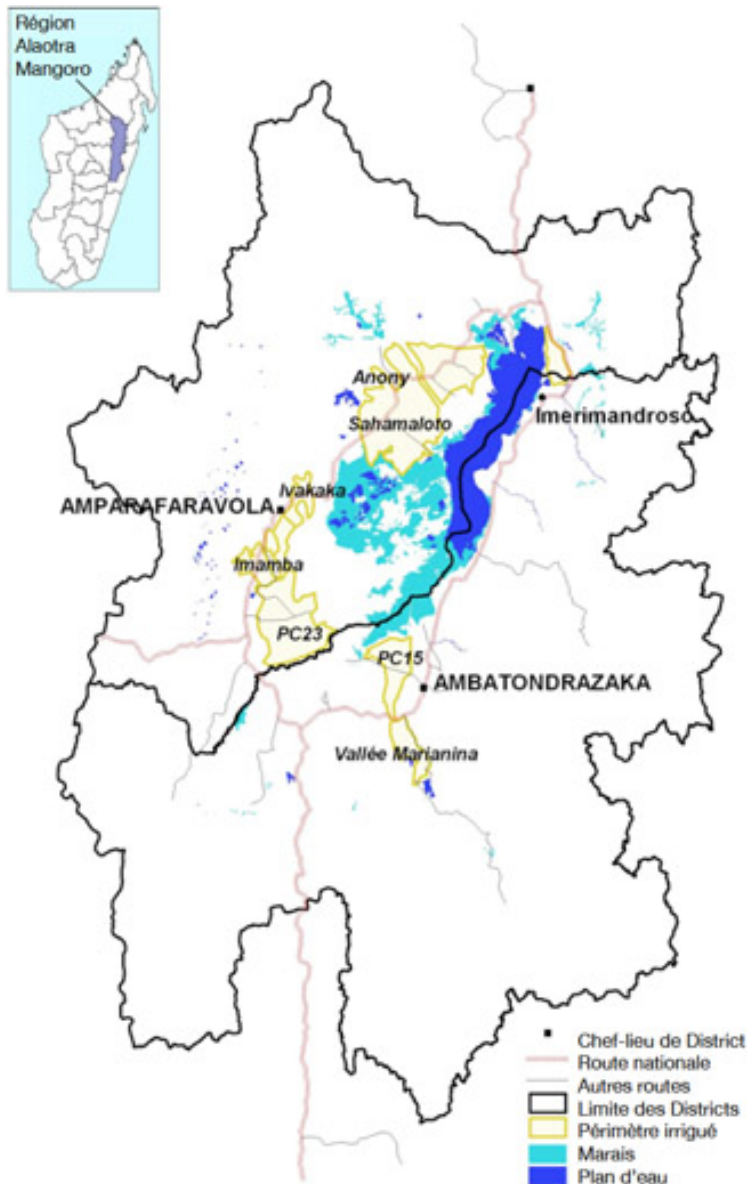 Région
Alaotra
Mangoro
Anony
Sahamaloto
Imerimandroso
Ivakaka
AMPARAFARAVOLA
Imamba
PC23
PC15
AMBATONDRAZAKA
Vallée Marianina
Chef-lieu de District
Route nationale
Autres routes
Limite des Districts
Périmètre irrigué
Marais
Plan d'eau